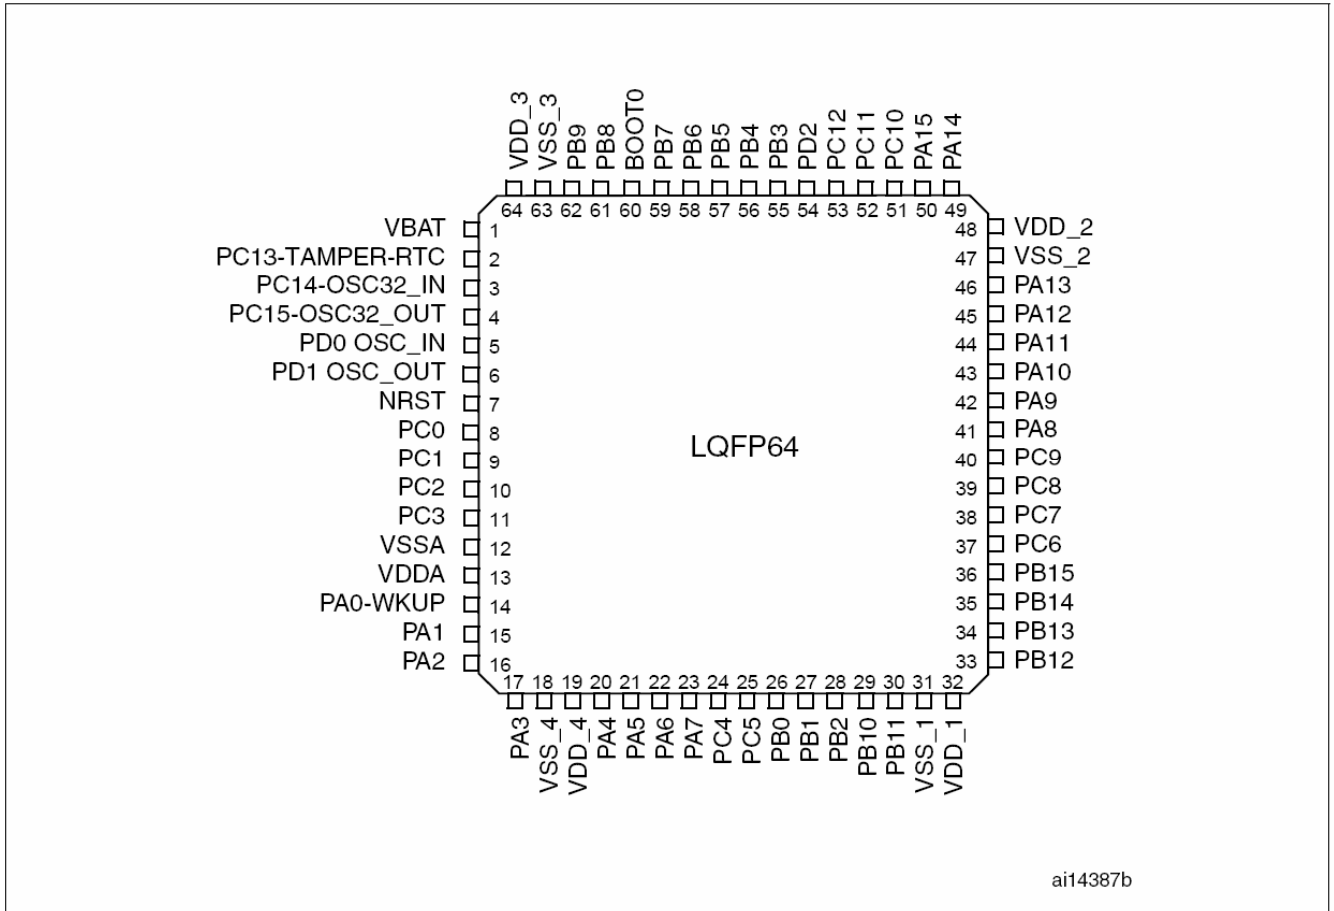 VDD_3
VSS_3
PB9
PB8
BOOT0
PB7
PB6
PB5
PB4
PB3
PD2
PC12
PC11
PC10
PA15
PA14
64 63 62 61 60 59 58 57 56 55 54 53 52 51 50 49
VBAT 1
PC13-TAMPER-RTC 2
PC14-OSC32_IN 3
PC15-OSC32_OUT 4
PD0 OSC_IN 5
PD1 OSC_OUT 6
NRST 7
PC0 8
PC1 9
PC2 10
PC3 11
VSSA 12
VDDA 13
PA0-WKUP 14
PA1 15
PA2 16
LQFP64
48 VDD_2
47 VSS_2
46 PA13
45 PA12
44 PA11
43 PA10
42 PA9
41 PA8
40 PC9
39 PC8
38 PC7
37 PC6
36 PB15
35 PB14
34 PB13
33 PB12
17 18 19 20 21 22 23 24 25 26 27 28 29 30 31 32
PA3
VSS_4
VDD_4
PA4
PA5
PA6
PA7
PC4
PC5
PB0
PB1
PB2
PB10
PB11
VSS_1
VDD_1
ai14387b